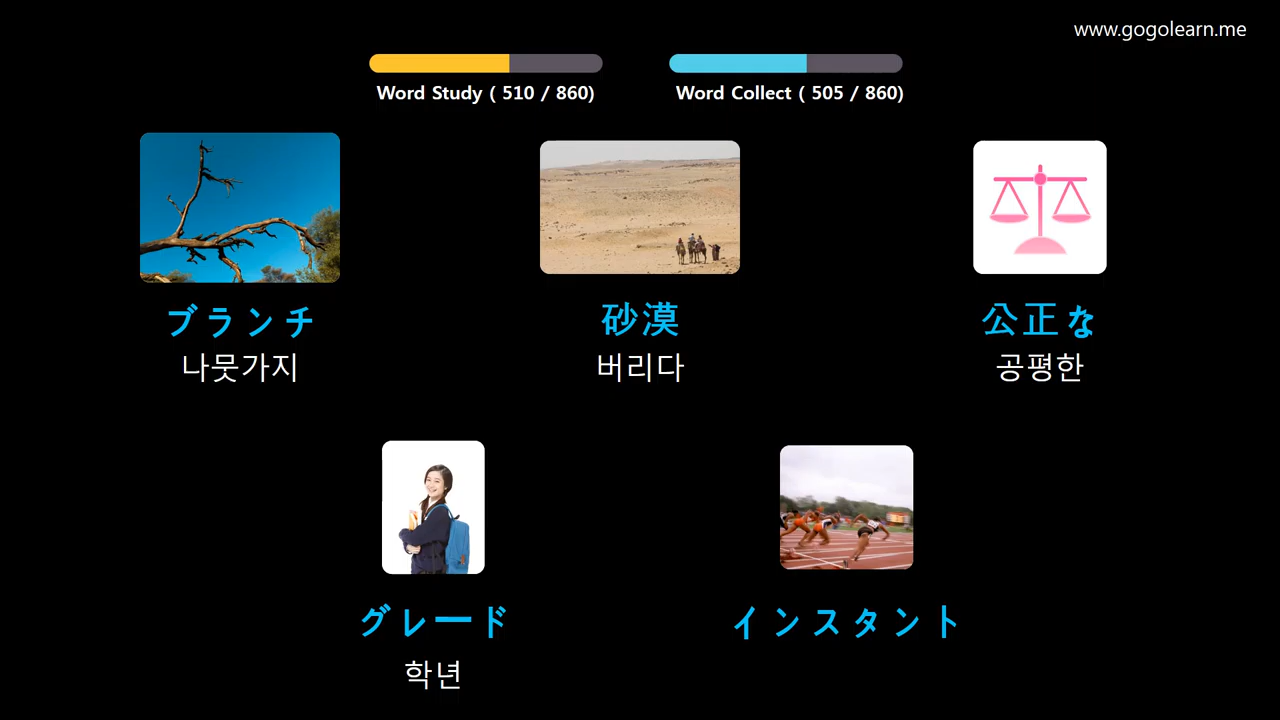 www.gogolearn.me
Word Study ( 510 / 860)
Word Collect ( 505 / 860)
ブランチ
나뭇가지
砂漠
버리다
公正な
공평한
グレード
학년
インスタント